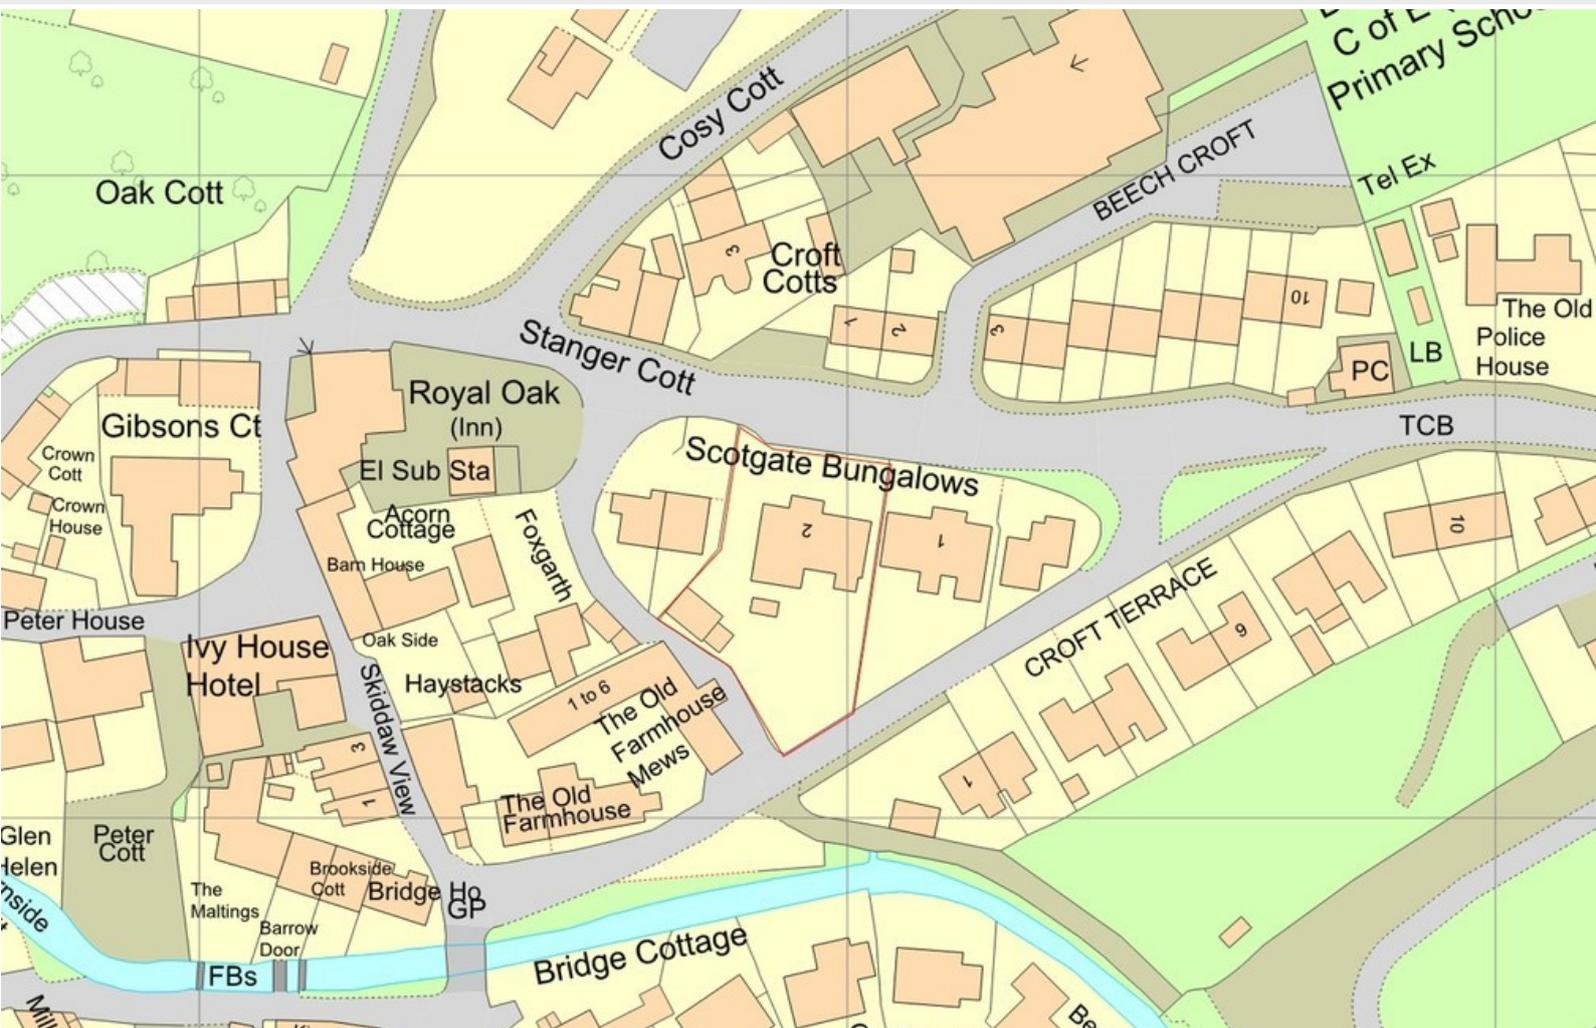 C of E
Primary
Cosy Cott
BEECH CROFT
Tel Ex
Oak Cott
3
Croft
Cotts
10
The Old
Police
House
1
2
3
Stanger Cott
LB
PC
Royal Oak
(Inn)
Gibsons Ct
TCB
Scotgate Bungalows
Crown
Cott
El Sub Sta
Crown
House
Acorn
Cottage
Foxgarth
2
1
10
Barn House
CROFT TERRACE
Peter House
9
Oak Side
Ivy House
Hotel
Skiddaw View
Haystacks
1 to 6
The Old
Farmhouse
Mews
3
1
1
The Old
Farmhouse
Peter
Cott
Glen
Helen
Brookside
Cott
The
Maltings
Bridge Ho
GP
Barrow
Door
Bridge Cottage
FBs